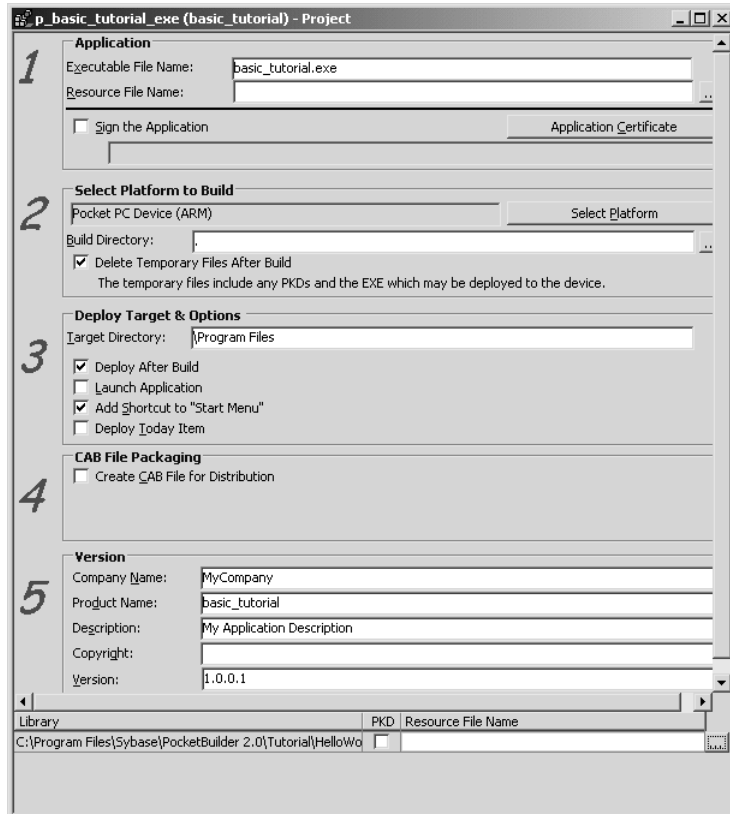 p_basic_tutorial_exe (basic_tutorial) - Project
1
Application
Executable File Name: basic_tutorial.exe
Resource File Name:
..
Sign the Application
Application Certificate
2
Select Platform to Build
Pocket PC Device (ARM)
Select Platform
Build Directory: .
..
Delete Temporary Files After Build
The temporary files include any PKDs and the EXE which may be deployed to the device.
3
Deploy Target & Options
Target Directory: \Program Files
Deploy After Build
Launch Application
Add Shortcut to "Start Menu"
Deploy Today Item
4
CAB File Packaging
Create CAB File for Distribution
5
Version
Company Name: MyCompany
Product Name: basic_tutorial
Description: My Application Description
Copyright:
Version: 1.0.0.1
Library PKD Resource File Name
C:\Program Files\Sybase\PocketBuilder 2.0\Tutorial\HelloWo
...